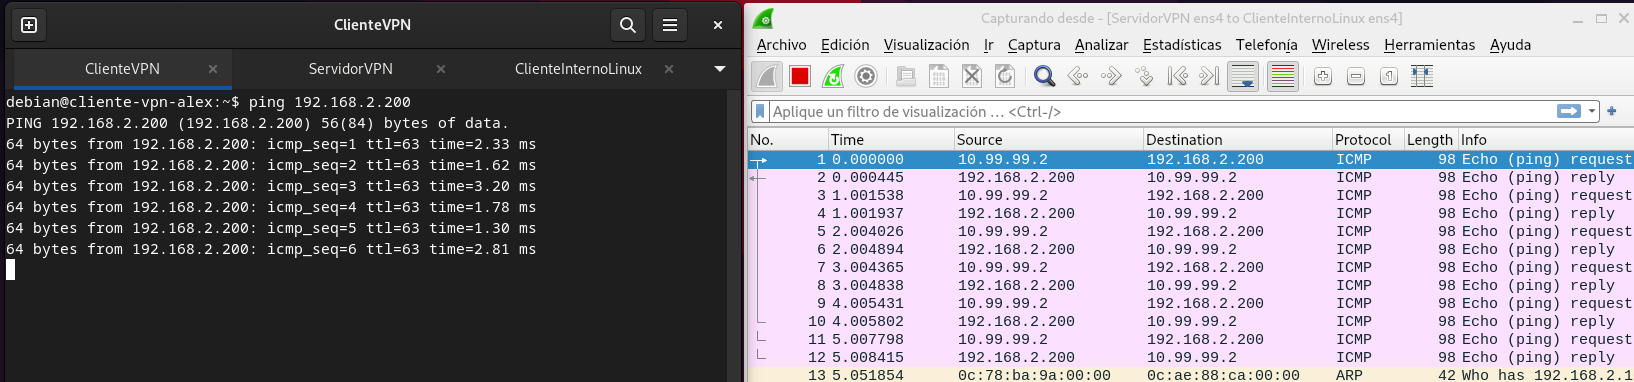 ClienteVPN
ClienteVPN ServidorVPN ClienteInternoLinux
debian@cliente-vpn-alex:~$ ping 192.168.2.200
PING 192.168.2.200 (192.168.2.200) 56(84) bytes of data.
64 bytes from 192.168.2.200: icmp_seq=1 ttl=63 time=2.33 ms
64 bytes from 192.168.2.200: icmp_seq=2 ttl=63 time=1.62 ms
64 bytes from 192.168.2.200: icmp_seq=3 ttl=63 time=3.20 ms
64 bytes from 192.168.2.200: icmp_seq=4 ttl=63 time=1.78 ms
64 bytes from 192.168.2.200: icmp_seq=5 ttl=63 time=1.30 ms
64 bytes from 192.168.2.200: icmp_seq=6 ttl=63 time=2.81 ms
Capturando desde - [ServidorVPN ens4 to ClienteInternoLinux ens4]
Archivo Edición Visualización Ir Captura Analizar Estadísticas Telefonía Wireless Herramientas Ayuda
Aplique un filtro de visualización … <Ctrl-/>
No. Time Source Destination Protocol Length Info
1 0.000000 10.99.99.2 192.168.2.200 ICMP 98 Echo (ping) request
2 0.000445 192.168.2.200 10.99.99.2 ICMP 98 Echo (ping) reply
3 1.001538 10.99.99.2 192.168.2.200 ICMP 98 Echo (ping) request
4 1.001937 192.168.2.200 10.99.99.2 ICMP 98 Echo (ping) reply
5 2.004026 10.99.99.2 192.168.2.200 ICMP 98 Echo (ping) request
6 2.004894 192.168.2.200 10.99.99.2 ICMP 98 Echo (ping) reply
7 3.004365 10.99.99.2 192.168.2.200 ICMP 98 Echo (ping) request
8 3.004838 192.168.2.200 10.99.99.2 ICMP 98 Echo (ping) reply
9 4.005431 10.99.99.2 192.168.2.200 ICMP 98 Echo (ping) request
10 4.005802 192.168.2.200 10.99.99.2 ICMP 98 Echo (ping) reply
11 5.007798 10.99.99.2 192.168.2.200 ICMP 98 Echo (ping) request
12 5.008415 192.168.2.200 10.99.99.2 ICMP 98 Echo (ping) reply
13 5.051854 0c:78:ba:9a:00:00 0c:ae:88:ca:00:00 ARP 42 Who has 192.168.2.1